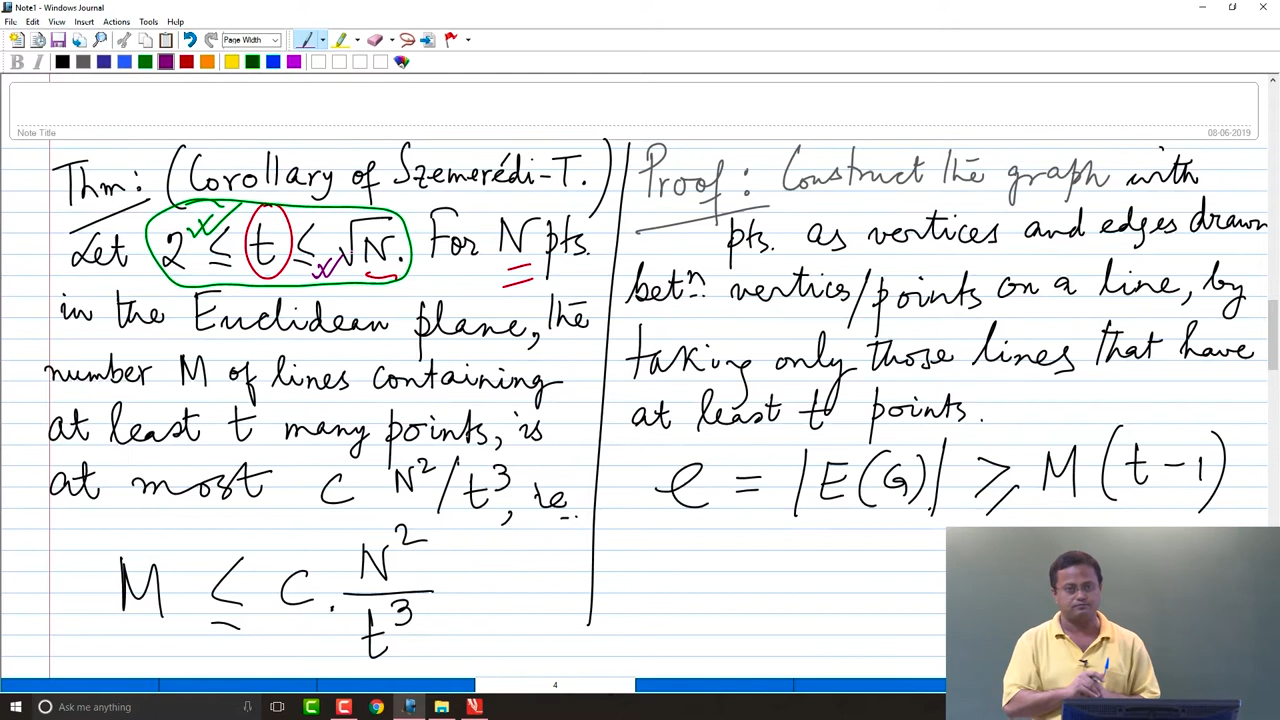 Note1 - Windows Journal
File Edit View Insert Actions Tools Help
Page Width
B I
Note Title
08-06-2019
Thm: (Corollary of Szemerédi-T.)
Let 2 ≤ t ≤ √N. For N pts.
in the Euclidean plane, the
number M of lines containing
at least t many points, is
at most c N²/t³, ie.
M ≤ c. N²/t³
Proof: Construct the graph with
pts. as vertices and edges drawn
betⁿ. vertices/points on a line, by
taking only those lines that have
at least t points.
e = |E(G)| ≥ M(t-1)
4
Ask me anything